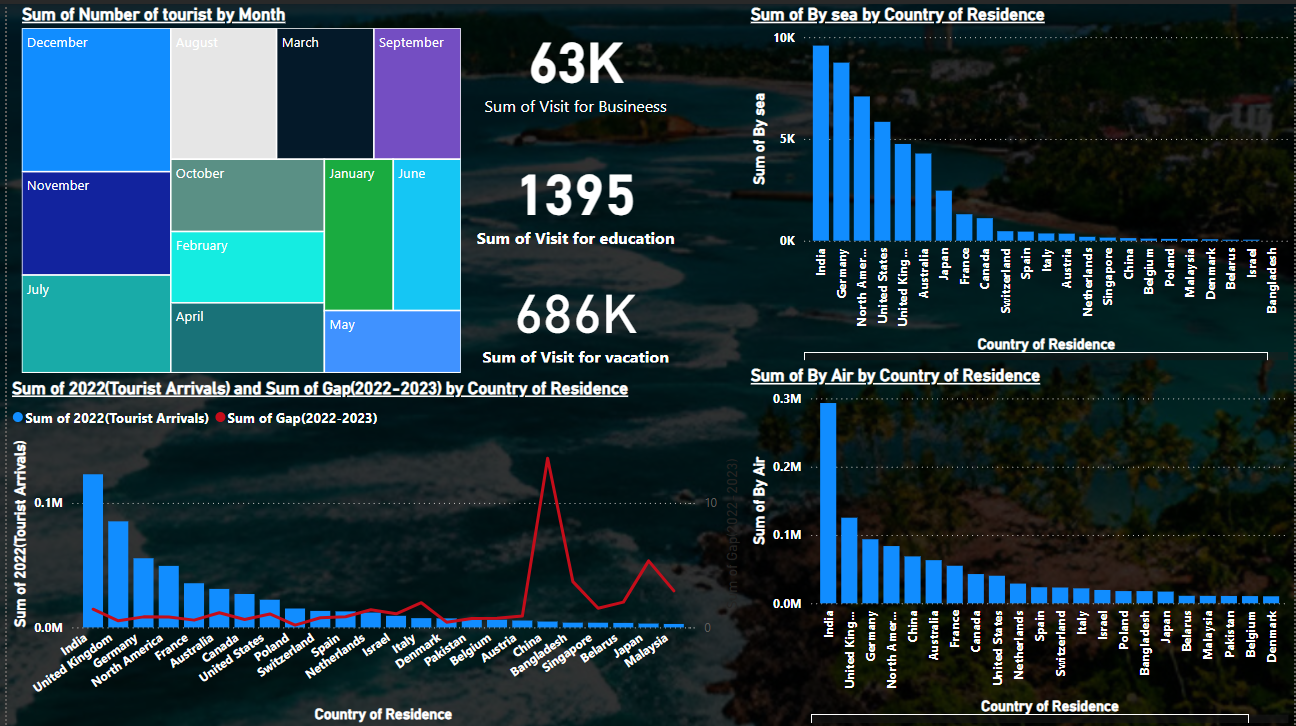 Sum of Number of tourist by Month
December
August
March
September
November
October
January
June
February
July
April
May
63K
Sum of Visit for Busineess
1395
Sum of Visit for education
686K
Sum of Visit for vacation
Sum of By sea by Country of Residence
10K
5K
0K
Sum of By sea
India
Germany
North Amer...
United States
United King...
Australia
Japan
France
Canada
Switzerland
Spain
Italy
Austria
Netherlands
Singapore
China
Belgium
Poland
Malaysia
Denmark
Belarus
Israel
Bangladesh
Country of Residence
Sum of 2022(Tourist Arrivals) and Sum of Gap(2022-2023) by Country of Residence
Sum of 2022(Tourist Arrivals) Sum of Gap(2022-2023)
Sum of 2022(Tourist Arrivals)
0.1M
0.0M
10
0
Sum of Gap(2022-2023)
India
United Kingdom
Germany
North America
France
Australia
Canada
United States
Poland
Switzerland
Spain
Netherlands
Israel
Italy
Denmark
Pakistan
Belgium
Austria
China
Bangladesh
Singapore
Belarus
Japan
Malaysia
Country of Residence
Sum of By Air by Country of Residence
0.3M
0.2M
0.1M
0.0M
Sum of By Air
India
United King...
Germany
North Amer...
China
Australia
France
Canada
United States
Netherlands
Spain
Switzerland
Italy
Israel
Poland
Bangladesh
Japan
Belarus
Malaysia
Pakistan
Belgium
Denmark
Country of Residence